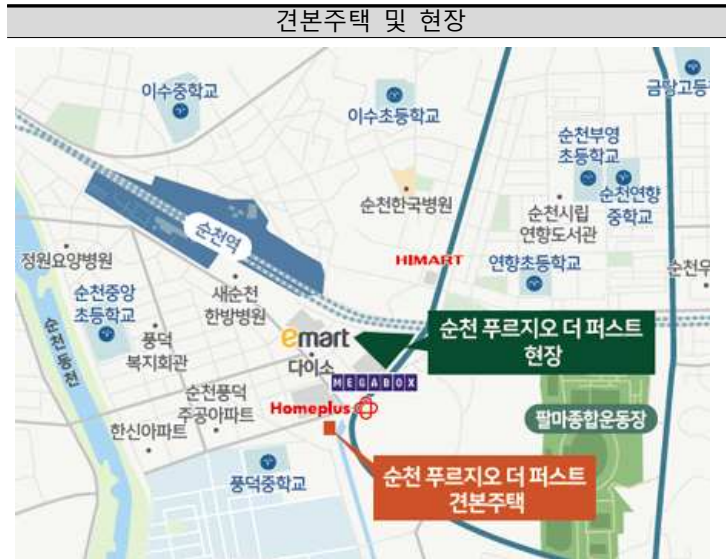 견본주택 및 현장
이수중학교
이수초등학교
금당고등
순천부영
초등학교
순천연향
중학교
순천한국병원
순천시립
연향도서관
순천역
정원요양병원
HIMART
연향초등학교
순천우
새순천
한방병원
순천중앙
초등학교
순천동천
풍덕
복지회관
emart
다이소
순천 푸르지오 더 퍼스트
현장
MEGABOX
순천풍덕
주공아파트
Homeplus
한신아파트
팔마종합운동장
풍덕중학교
순천 푸르지오 더 퍼스트
견본주택